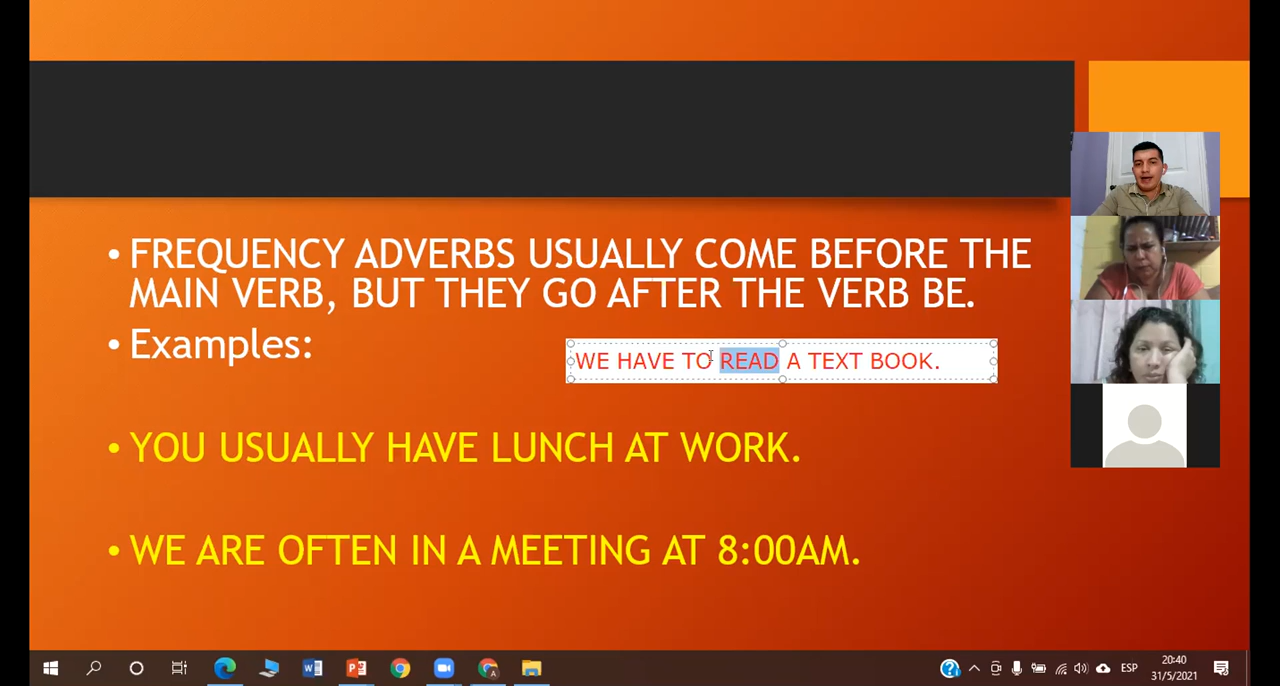 • FREQUENCY ADVERBS USUALLY COME BEFORE THE
MAIN VERB, BUT THEY GO AFTER THE VERB BE.
• Examples:
WE HAVE TO READ A TEXT BOOK.
• YOU USUALLY HAVE LUNCH AT WORK.
• WE ARE OFTEN IN A MEETING AT 8:00AM.
ESP
20:40
31/5/2021